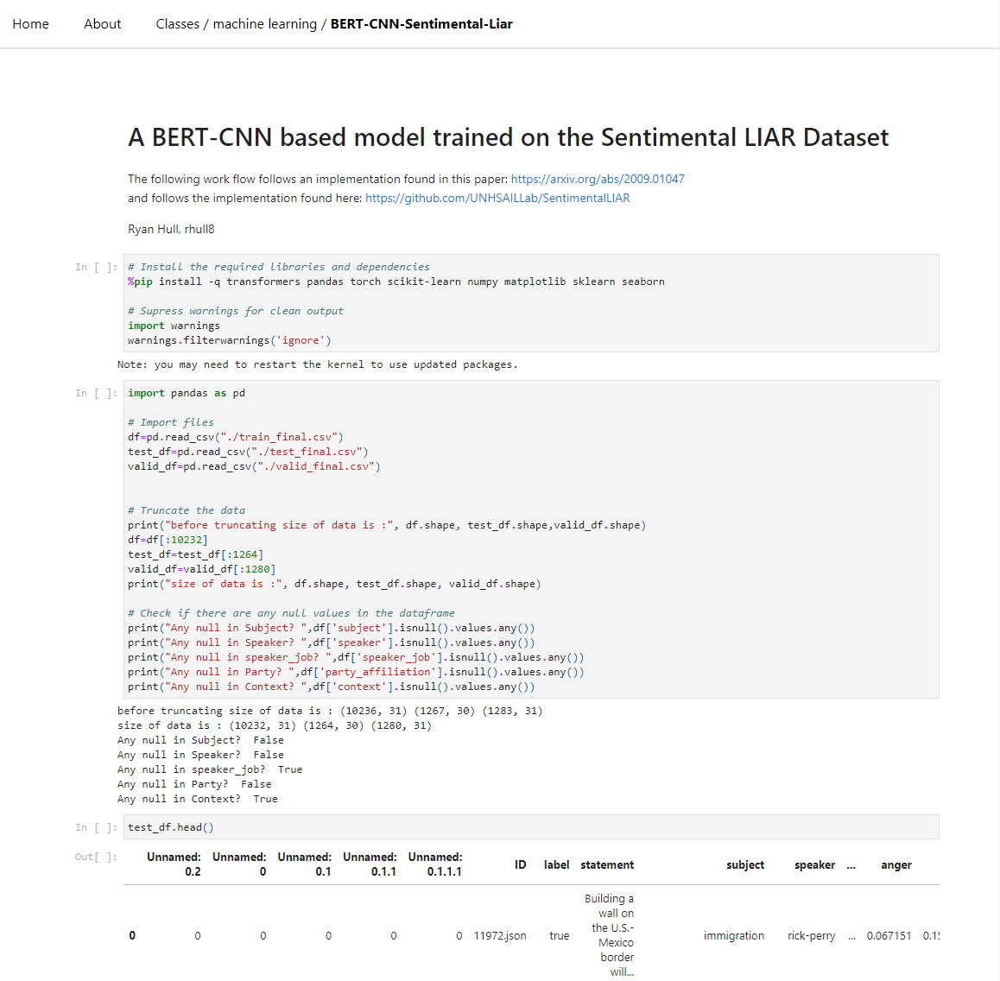 Home About Classes / machine learning / BERT-CNN-Sentimental-Liar
A BERT-CNN based model trained on the Sentimental LIAR Dataset
The following work flow follows an implementation found in this paper: https://arxiv.org/abs/2009.01047
and follows the implementation found here: https://github.com/UNHSAILLab/SentimentalLIAR
Ryan Hull, rhull8
In [ ]: # Install the required libraries and dependencies
%pip install -q transformers pandas torch scikit-learn numpy matplotlib sklearn seaborn
# Supress warnings for clean output
import warnings
warnings.filterwarnings('ignore')
Note: you may need to restart the kernel to use updated packages.
In [ ]: import pandas as pd
# Import files
df=pd.read_csv("./train_final.csv")
test_df=pd.read_csv("./test_final.csv")
valid_df=pd.read_csv("./valid_final.csv")
# Truncate the data
print("before truncating size of data is :", df.shape, test_df.shape,valid_df.shape)
df=df[:10232]
test_df=test_df[:1264]
valid_df=valid_df[:1280]
print("size of data is :", df.shape, test_df.shape, valid_df.shape)
# Check if there are any null values in the dataframe
print("Any null in Subject? ",df['subject'].isnull().values.any())
print("Any null in Speaker? ",df['speaker'].isnull().values.any())
print("Any null in speaker_job? ",df['speaker_job'].isnull().values.any())
print("Any null in Party? ",df['party_affiliation'].isnull().values.any())
print("Any null in Context? ",df['context'].isnull().values.any())
before truncating size of data is : (10236, 31) (1267, 30) (1283, 31)
size of data is : (10232, 31) (1264, 30) (1280, 31)
Any null in Subject?  False
Any null in Speaker?  False
Any null in speaker_job?  True
Any null in Party?  False
Any null in Context?  True
In [ ]: test_df.head()
Out[ ]: Unnamed: Unnamed: Unnamed: Unnamed: Unnamed:
0.2 0 0.1 0.1.1 0.1.1.1 ID label statement subject speaker ... anger
Building a
wall on
the U.S.-
0 0 0 0 0 0 11972.json true Mexico immigration rick-perry ... 0.067151
border
will...